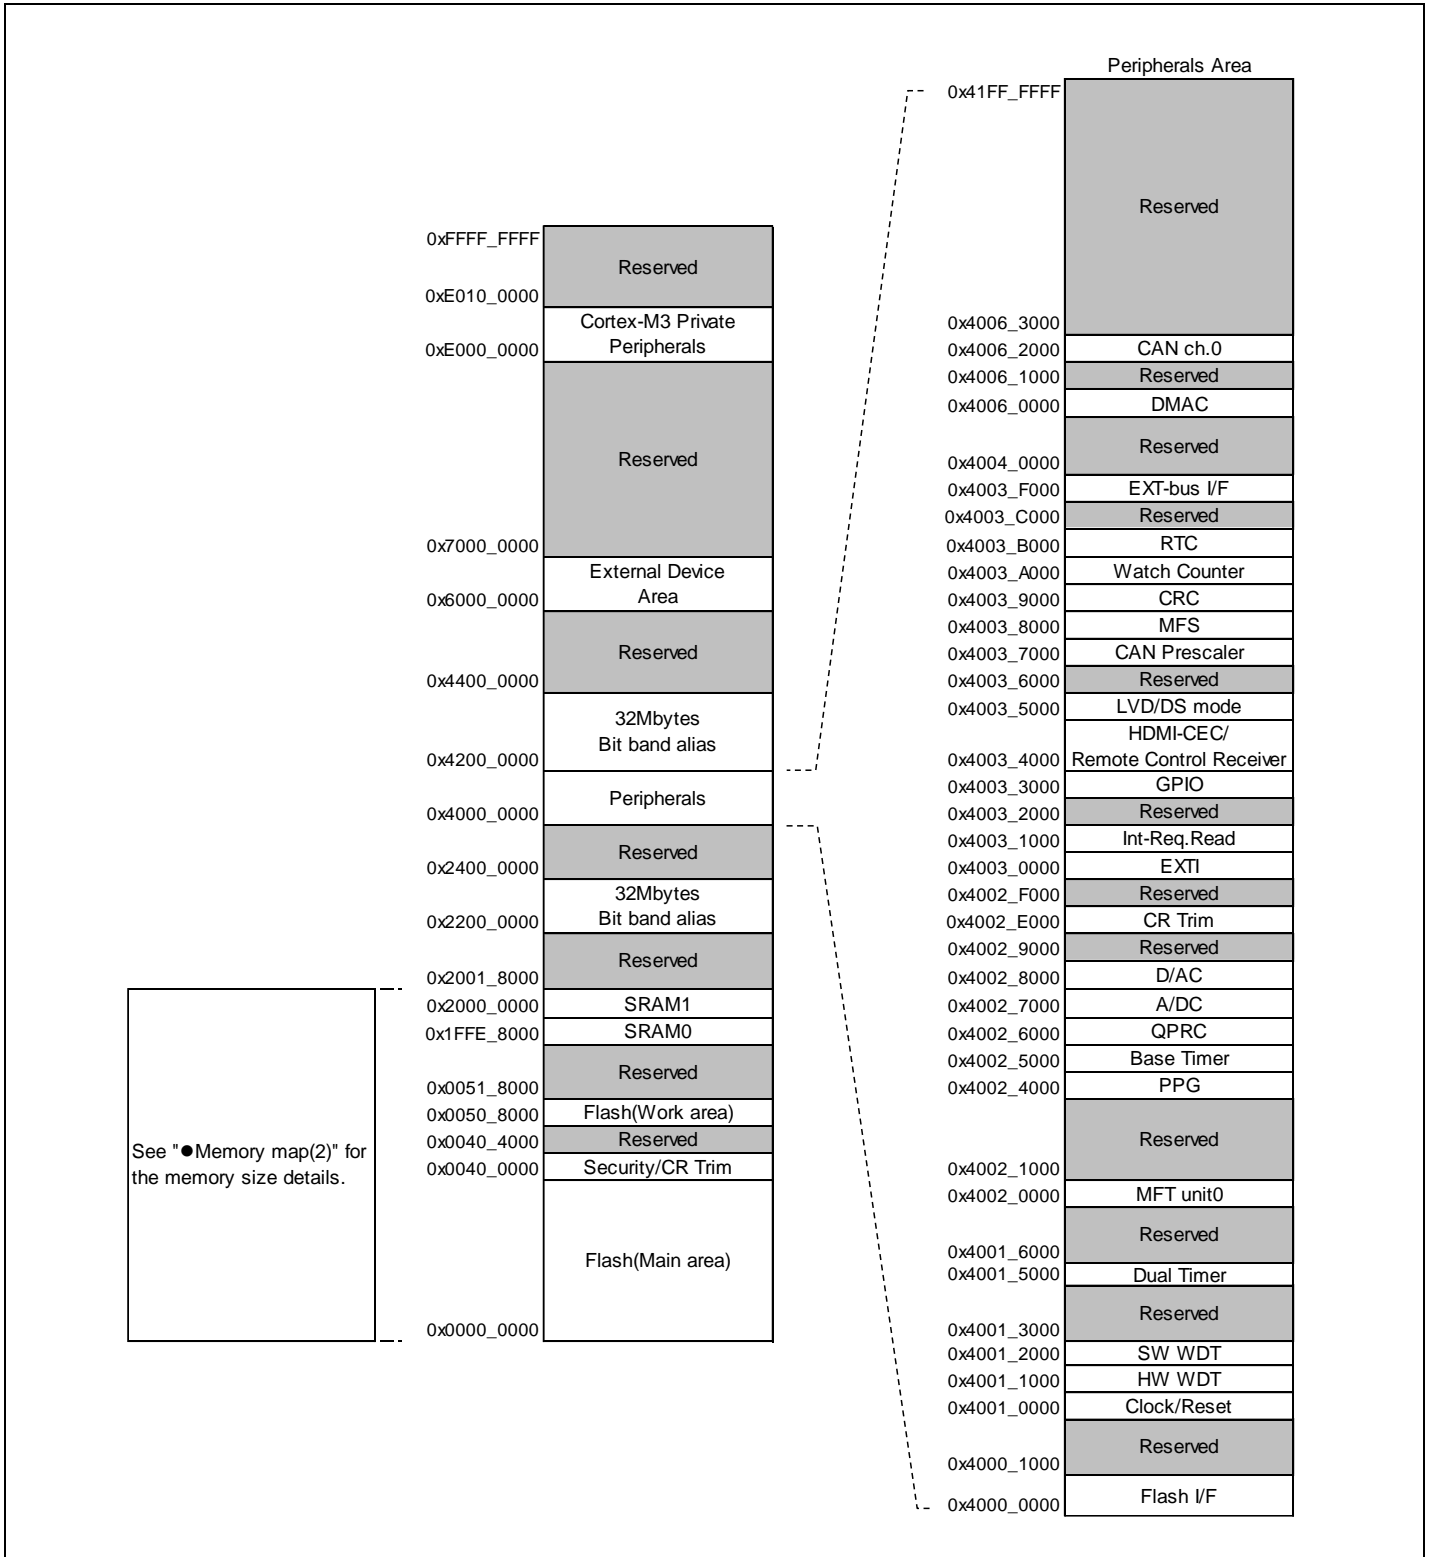 0xFFFF_FFFF
Reserved
0xE010_0000
Cortex-M3 Private
Peripherals
0xE000_0000
Reserved
0x7000_0000
External Device
Area
0x6000_0000
Reserved
0x4400_0000
32Mbytes
Bit band alias
0x4200_0000
Peripherals
0x4000_0000
Reserved
0x2400_0000
32Mbytes
Bit band alias
0x2200_0000
Reserved
0x2001_8000
0x2000_0000 SRAM1
0x1FFE_8000 SRAM0
Reserved
0x0051_8000
0x0050_8000 Flash(Work area)
0x0040_4000 Reserved
0x0040_0000 Security/CR Trim
Flash(Main area)
0x0000_0000
See "●Memory map(2)" for
the memory size details.
Peripherals Area
0x41FF_FFFF
Reserved
0x4006_3000
0x4006_2000 CAN ch.0
0x4006_1000 Reserved
0x4006_0000 DMAC
Reserved
0x4004_0000
0x4003_F000 EXT-bus I/F
0x4003_C000 Reserved
0x4003_B000 RTC
0x4003_A000 Watch Counter
0x4003_9000 CRC
0x4003_8000 MFS
0x4003_7000 CAN Prescaler
0x4003_6000 Reserved
0x4003_5000 LVD/DS mode
HDMI-CEC/
0x4003_4000 Remote Control Receiver
0x4003_3000 GPIO
0x4003_2000 Reserved
0x4003_1000 Int-Req.Read
0x4003_0000 EXTI
0x4002_F000 Reserved
0x4002_E000 CR Trim
0x4002_9000 Reserved
0x4002_8000 D/AC
0x4002_7000 A/DC
0x4002_6000 QPRC
0x4002_5000 Base Timer
0x4002_4000 PPG
Reserved
0x4002_1000
0x4002_0000 MFT unit0
Reserved
0x4001_6000
0x4001_5000 Dual Timer
Reserved
0x4001_3000
0x4001_2000 SW WDT
0x4001_1000 HW WDT
0x4001_0000 Clock/Reset
Reserved
0x4000_1000
0x4000_0000 Flash I/F